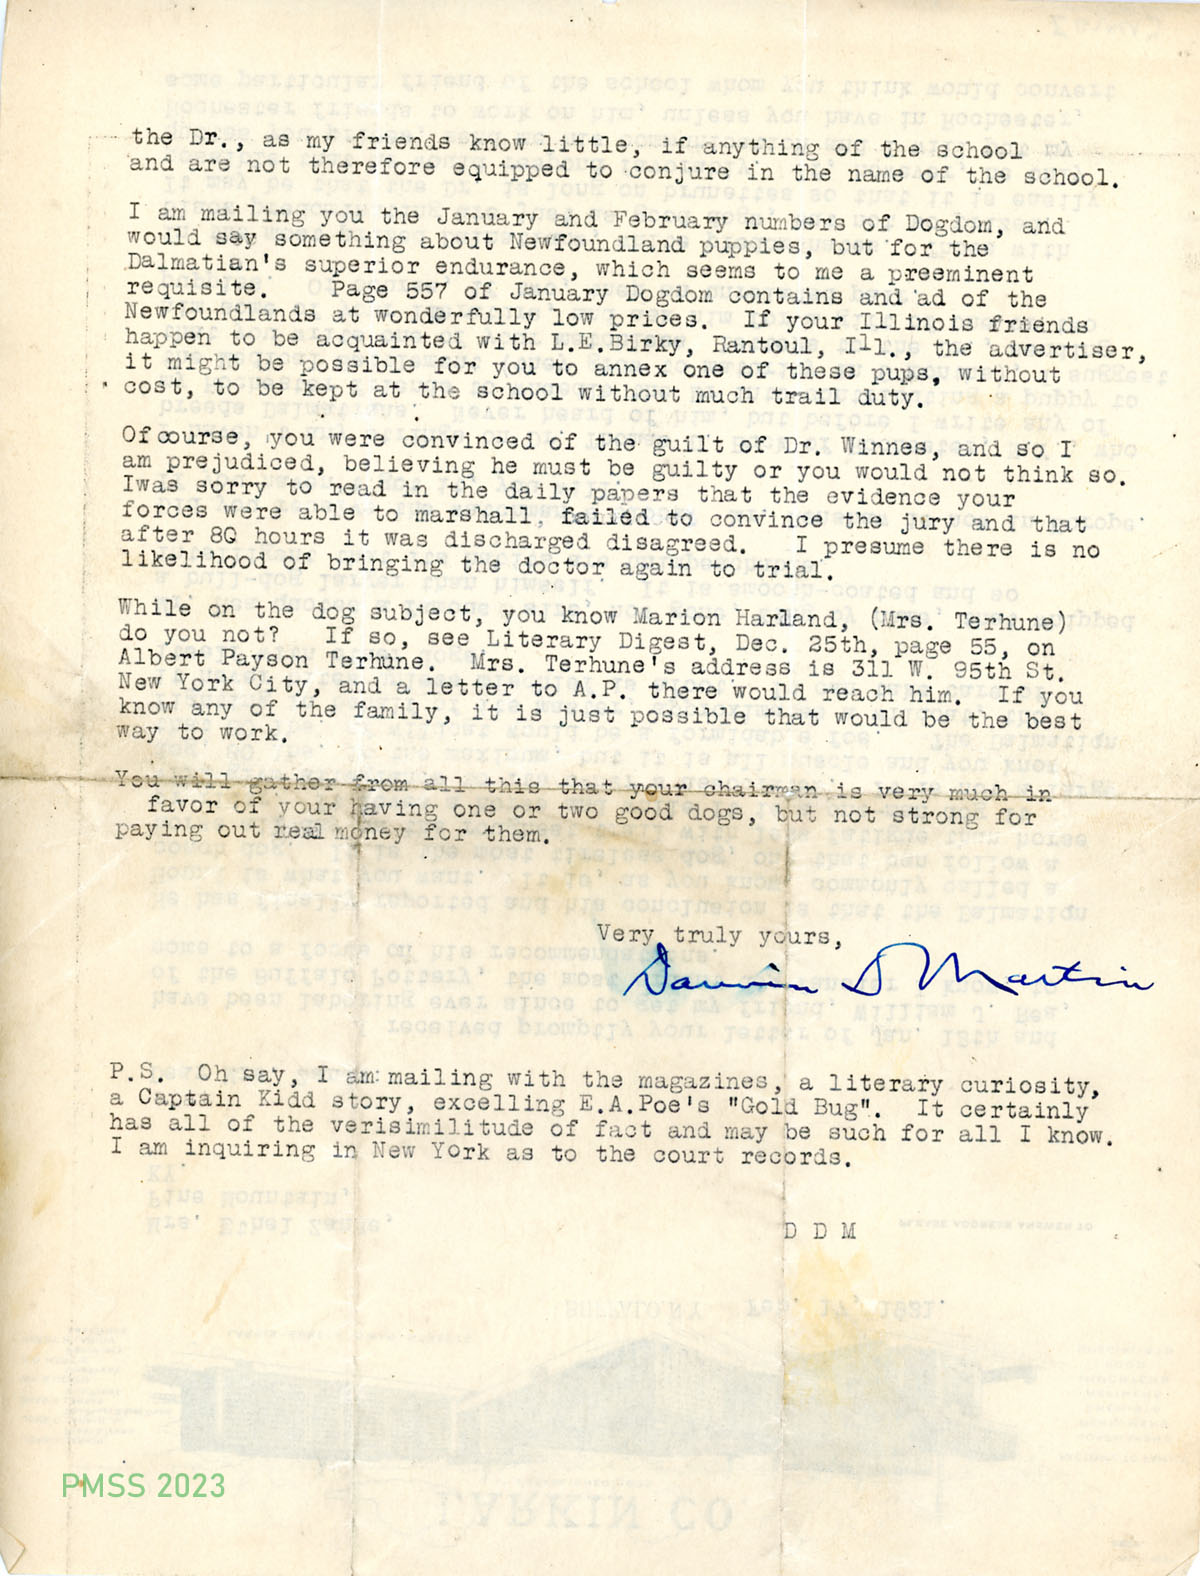 the Dr., as my friends know little, if anything of the school
and are not therefore equipped to conjure in the name of the school.
I am mailing you the January and February numbers of Dogdom, and
would say something about Newfoundland puppies, but for the
Dalmatian's superior endurance, which seems to me a preeminent
requisite. Page 557 of January Dogdom contains and ad of the
Newfoundlands at wonderfully low prices. If your Illinois friends
happen to be acquainted with L.E.Birky, Rantoul, Ill., the advertiser,
it might be possible for you to annex one of these pups, without
cost, to be kept at the school without much trail duty.
Of course, you were convinced of the guilt of Dr. Winnes, and so I
am prejudiced, believing he must be guilty or you would not think so.
Iwas sorry to read in the daily papers that the evidence your
forces were able to marshall, failed to convince the jury and that
after 80 hours it was discharged disagreed. I presume there is no
likelihood of bringing the doctor again to trial.
While on the dog subject, you know Marion Harland, (Mrs. Terhune)
do you not? If so, see Literary Digest, Dec. 25th, page 55, on
Albert Payson Terhune. Mrs. Terhune's address is 311 W. 95th St.
New York City, and a letter to A.P. there would reach him. If you
know any of the family, it is just possible that would be the best
way to work.
You will gather from all this that your chairman is very much in
favor of your having one or two good dogs, but not strong for
paying out real money for them.
Very truly yours,
Darwin D Martin
P.S. Oh say, I am mailing with the magazines, a literary curiosity,
a Captain Kidd story, excelling E.A.Poe's "Gold Bug". It certainly
has all of the verisimilitude of fact and may be such for all I know.
I am inquiring in New York as to the court records.
D D M
PMSS 2023